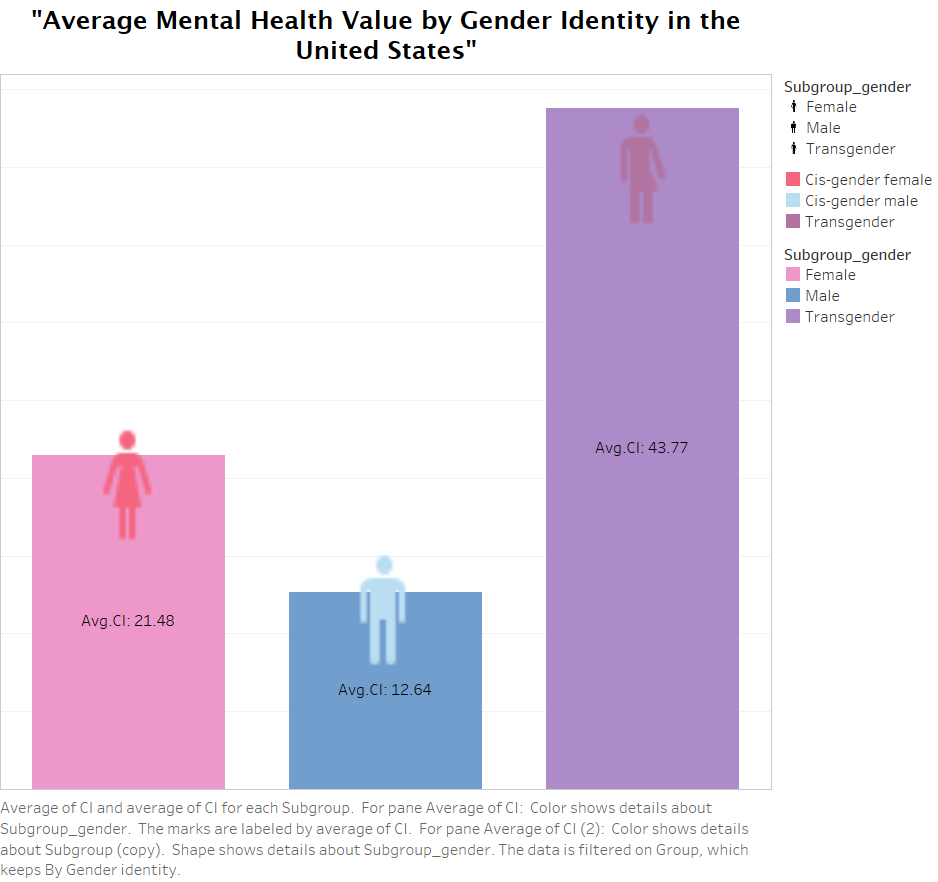 "Average Mental Health Value by Gender Identity in the
United States"
Subgroup_gender
Female
Male
Transgender
Cis-gender female
Cis-gender male
Transgender
Subgroup_gender
Female
Male
Transgender
Avg.CI: 43.77
Avg.CI: 21.48
Avg.CI: 12.64
Average of CI and average of CI for each Subgroup.  For pane Average of CI:  Color shows details about
Subgroup_gender.  The marks are labeled by average of CI.  For pane Average of CI (2):  Color shows details
about Subgroup (copy).  Shape shows details about Subgroup_gender. The data is filtered on Group, which
keeps By Gender identity.